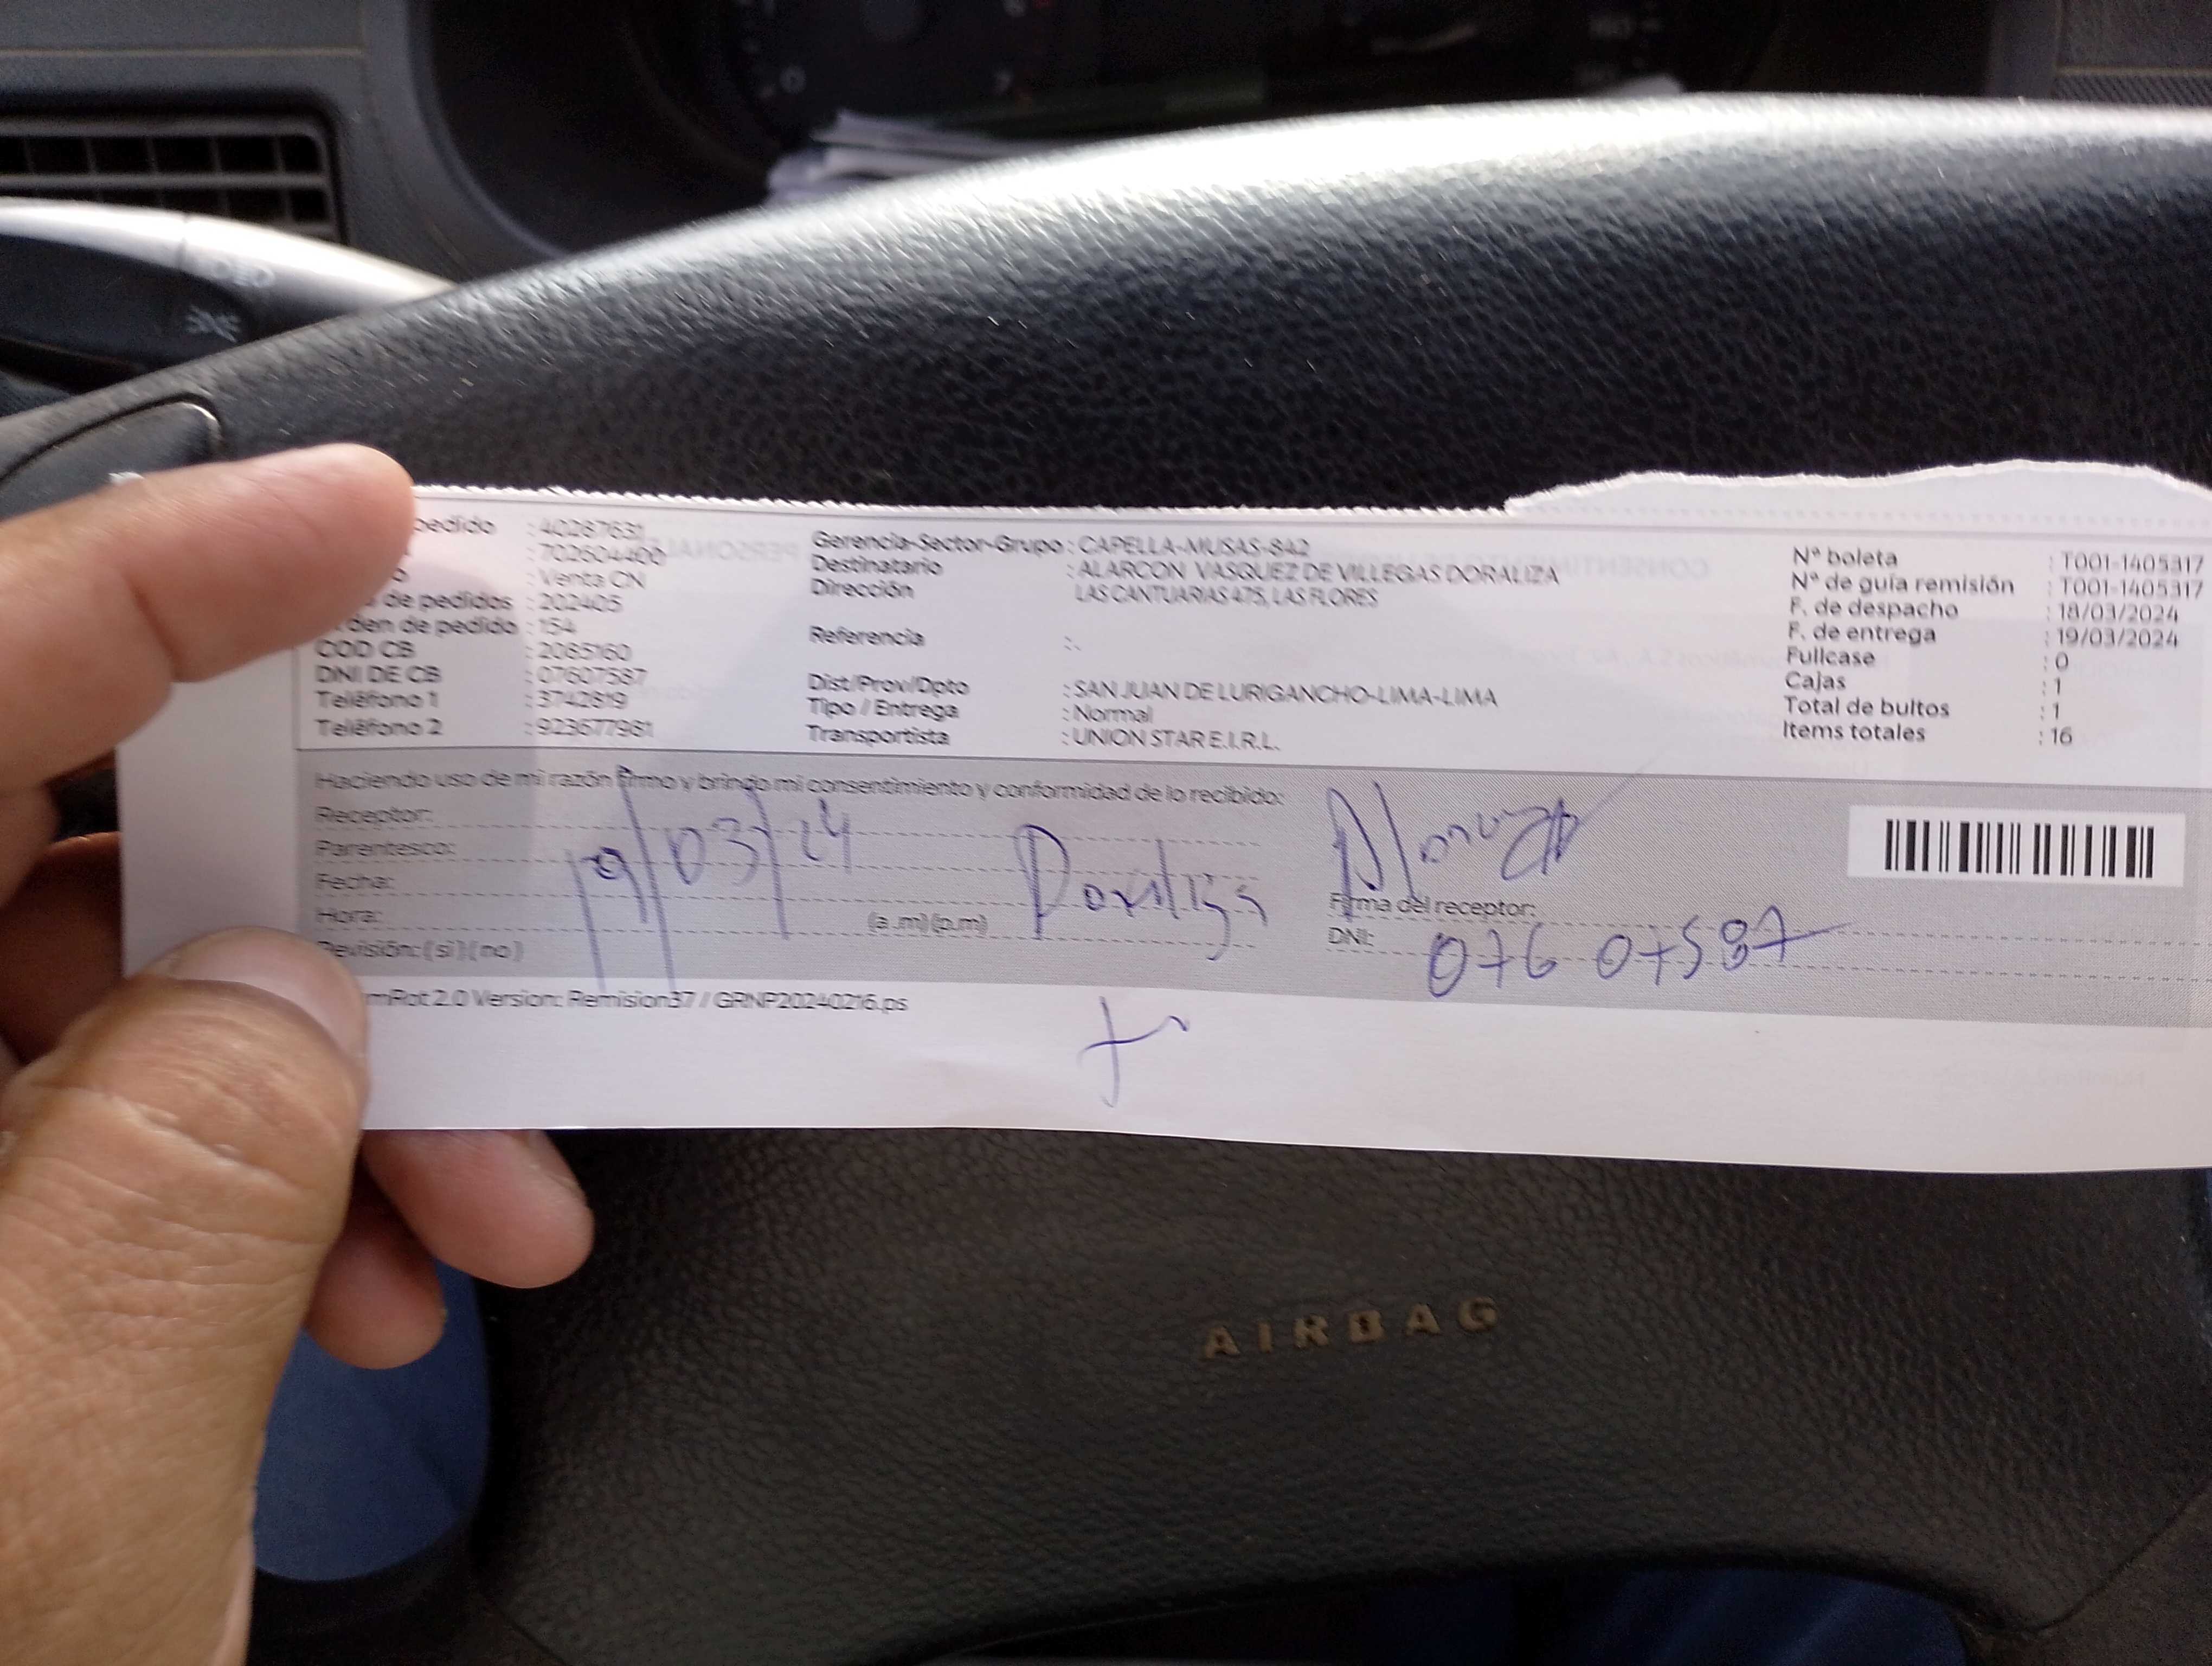 pedido : 40287631
: 702604400
: Venta CN
de pedidos : 202405
den de pedido : 154
COD CB : 2085160
DNI DE CB : 07607587
Teléfono 1 : 3742819
Teléfono 2 : 923677981
Gerencia-Sector-Grupo : CAPELLA-MUSAS-842
Destinatario : ALARCON VASQUEZ DE VILLEGAS DORALIZA
Dirección LAS CANTUARIAS 475, LAS FLORES
Referencia :.
Dist/Prov/Dpto : SAN JUAN DE LURIGANCHO-LIMA-LIMA
Tipo / Entrega : Normal
Transportista : UNION STAR E.I.R.L.
Nº boleta : T001-1405317
Nº de guía remisión : T001-1405317
F. de despacho : 18/03/2024
F. de entrega : 19/03/2024
Fullcase : 0
Cajas : 1
Total de bultos : 1
Items totales : 16
Haciendo uso de mi razón firmo y brindo mi consentimiento y conformidad de lo recibido:
Receptor:
Parentesco:
Fecha: 19/03/24
Hora: (a.m) (p.m)
Revisión: ( si ) ( no )
Doraliza
Firma del receptor:
DNI: 07607587
mRot 2.0 Version: Remision37 // GRNP20240216.ps
AIRBAG